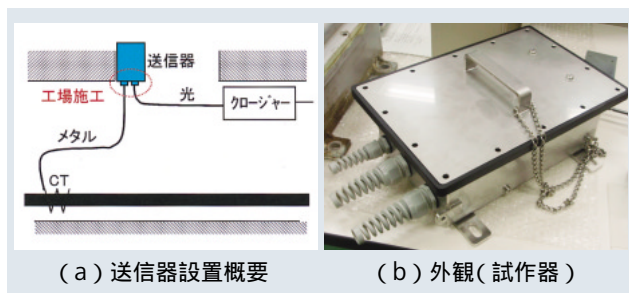 送信器
工場施工
光
クロージャー
メタル
CT
(a)送信器設置概要
(b)外観(試作器)